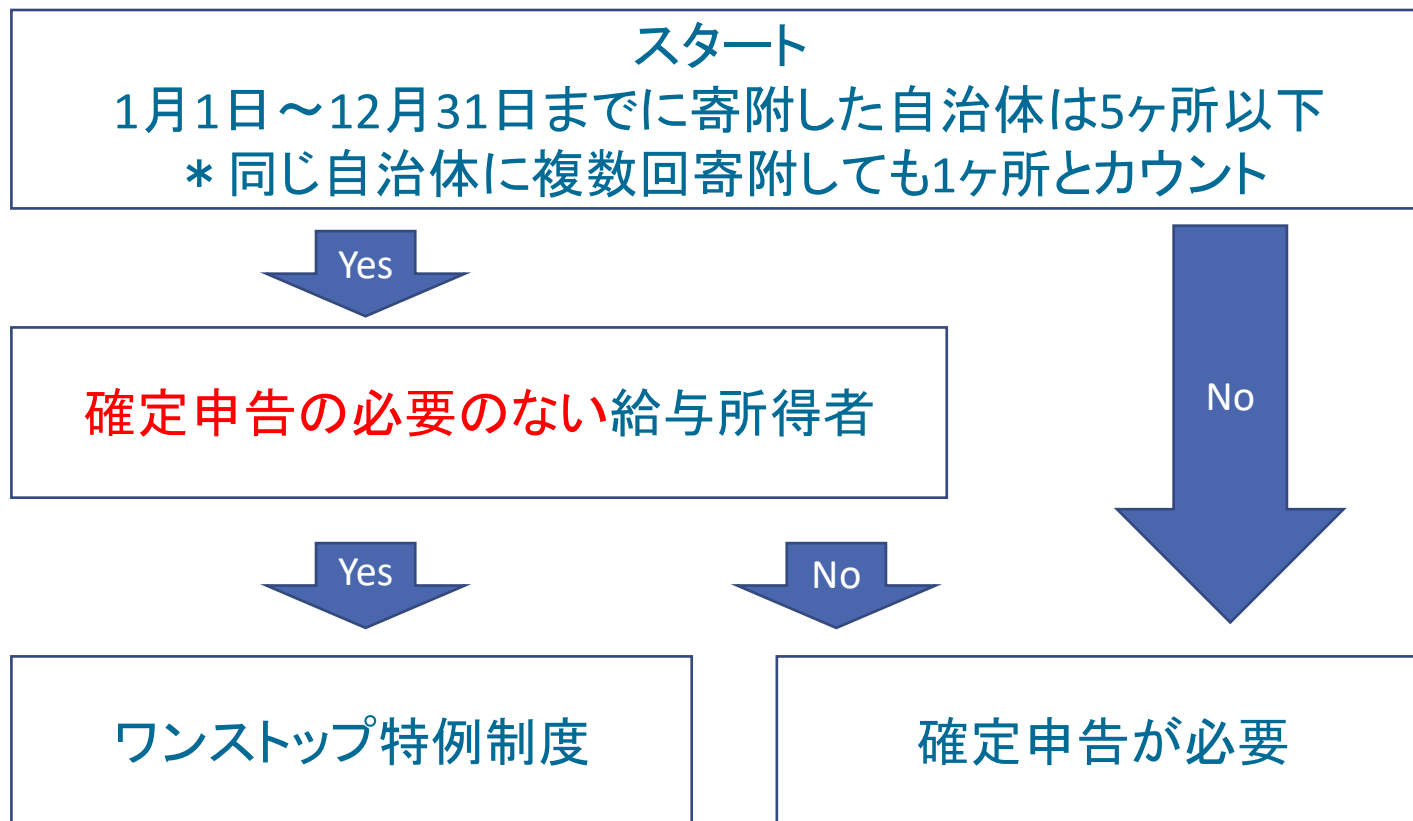 スタート
1月1日～12月31日までに寄附した自治体は5ヶ所以下
＊同じ自治体に複数回寄附しても1ヶ所とカウント
Yes
No
確定申告の必要のない給与所得者
Yes
No
ワンストップ特例制度
確定申告が必要